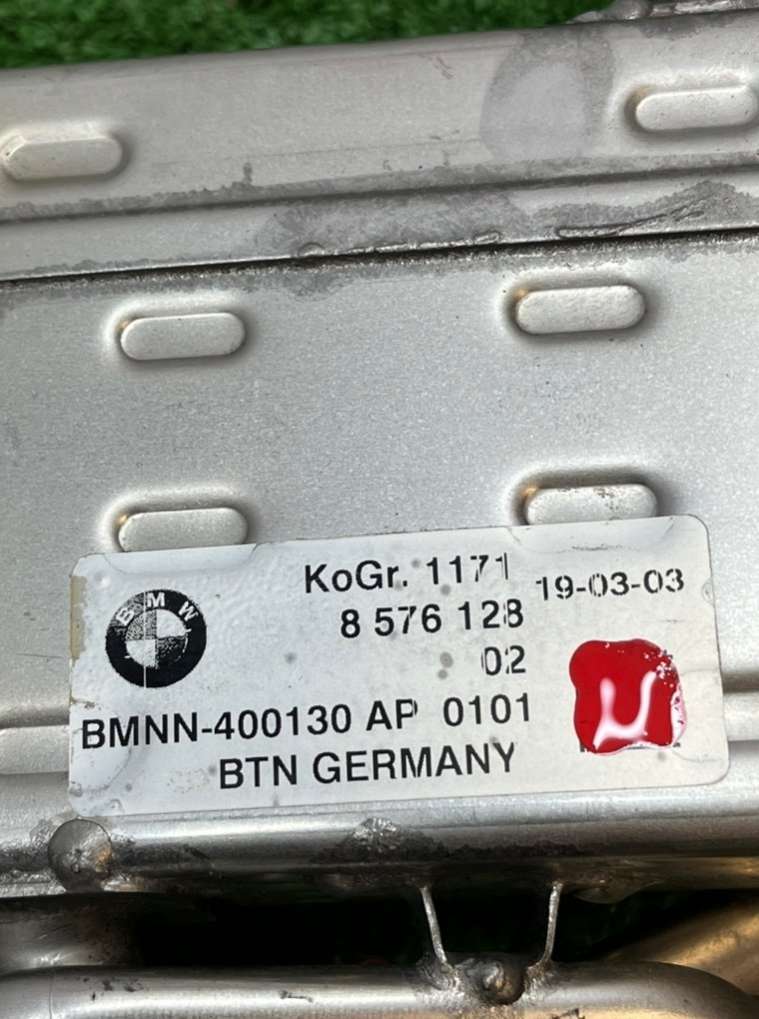 KoGr. 1171 19-03-03
8 576 128
02
BMW
BMNN-400130 AP 0101
BTN GERMANY